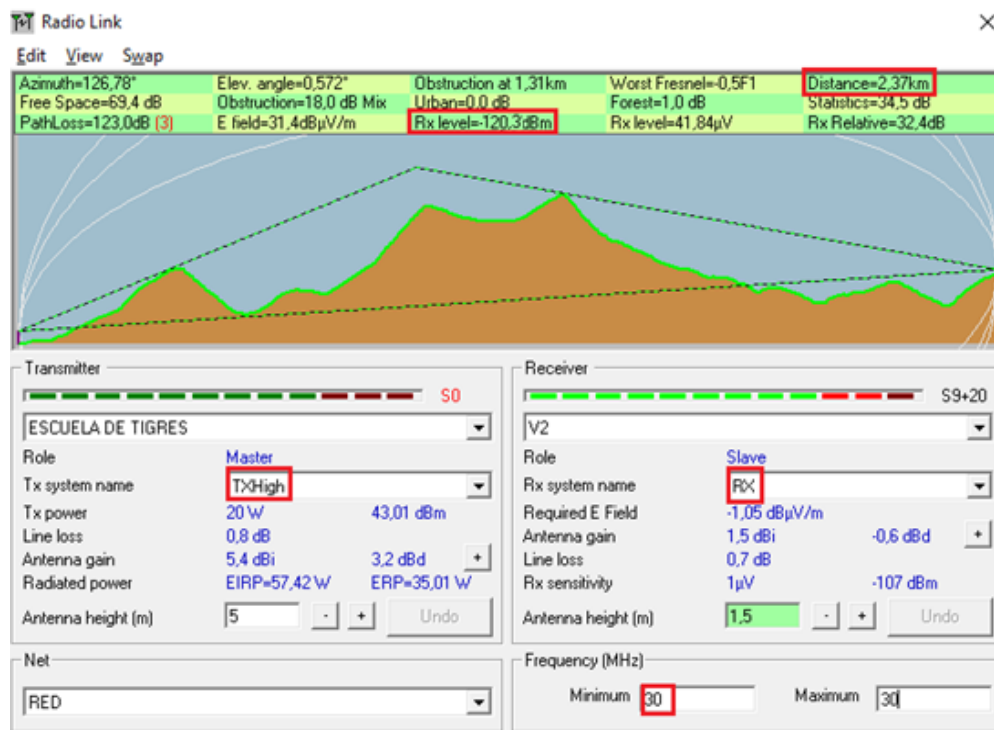 Radio Link
Edit View Swap
Azimuth=126,78° Elev. angle=0,572° Obstruction at 1,31km Worst Fresnel=-0,5F1 Distance=2,37km
Free Space=69,4 dB Obstruction=18,0 dB Mix Urban=0,0 dB Forest=1,0 dB Statistics=34,5 dB
PathLoss=123,0dB (3) E field=31,4dBμV/m Rx level=-120,3dBm Rx level=41,84μV Rx Relative=32,4dB
Transmitter
S0
ESCUELA DE TIGRES
Role Master
Tx system name TXHigh
Tx power 20 W 43,01 dBm
Line loss 0,8 dB
Antenna gain 5,4 dBi 3,2 dBd +
Radiated power EIRP=57,42 W ERP=35,01 W
Antenna height (m) 5 - + Undo
Receiver
S9+20
V2
Role Slave
Rx system name RX
Required E Field -1,05 dBμV/m
Antenna gain 1,5 dBi -0,6 dBd +
Line loss 0,7 dB
Rx sensitivity 1μV -107 dBm
Antenna height (m) 1,5 - + Undo
Net
RED
Frequency (MHz)
Minimum 30 Maximum 30